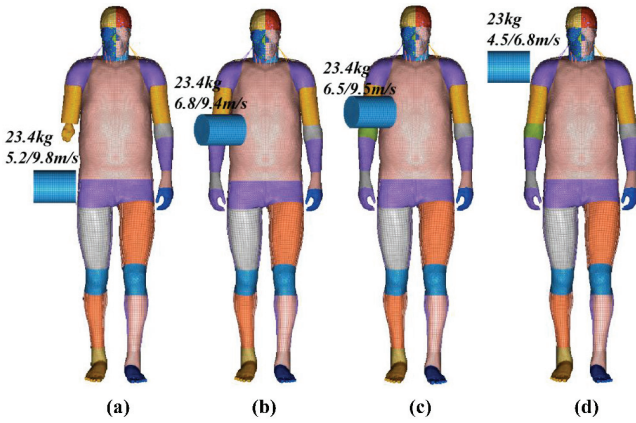 23.4kg
5.2/9.8m/s
23.4kg
6.8/9.4m/s
23.4kg
6.5/9.5m/s
23kg
4.5/6.8m/s
(a)
(b)
(c)
(d)